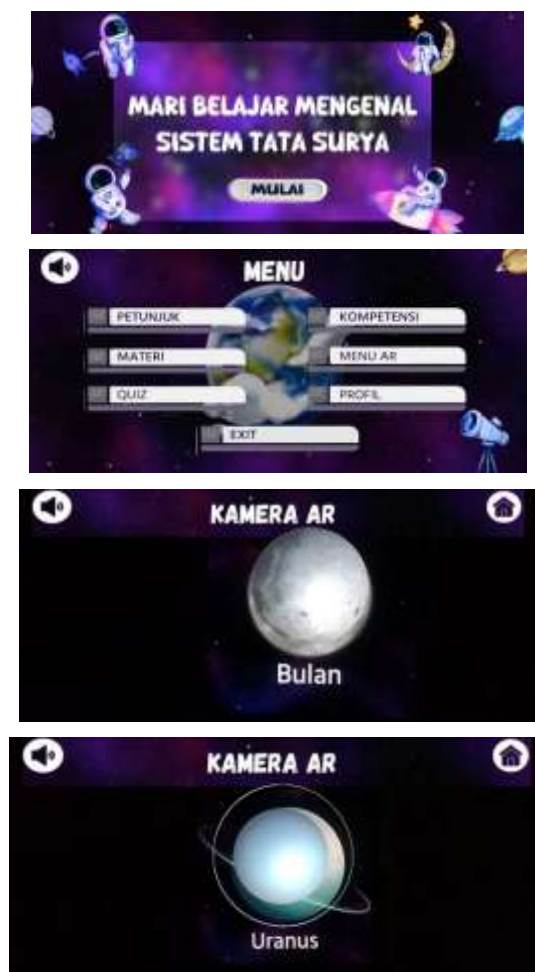 MARI BELAJAR MENGENAL
SISTEM TATA SURYA
MULAI
MENU
PETUNJUK
KOMPETENSI
MATERI
MENU AR
QUIZ
PROFIL
EXIT
KAMERA AR
Bulan
KAMERA AR
Uranus